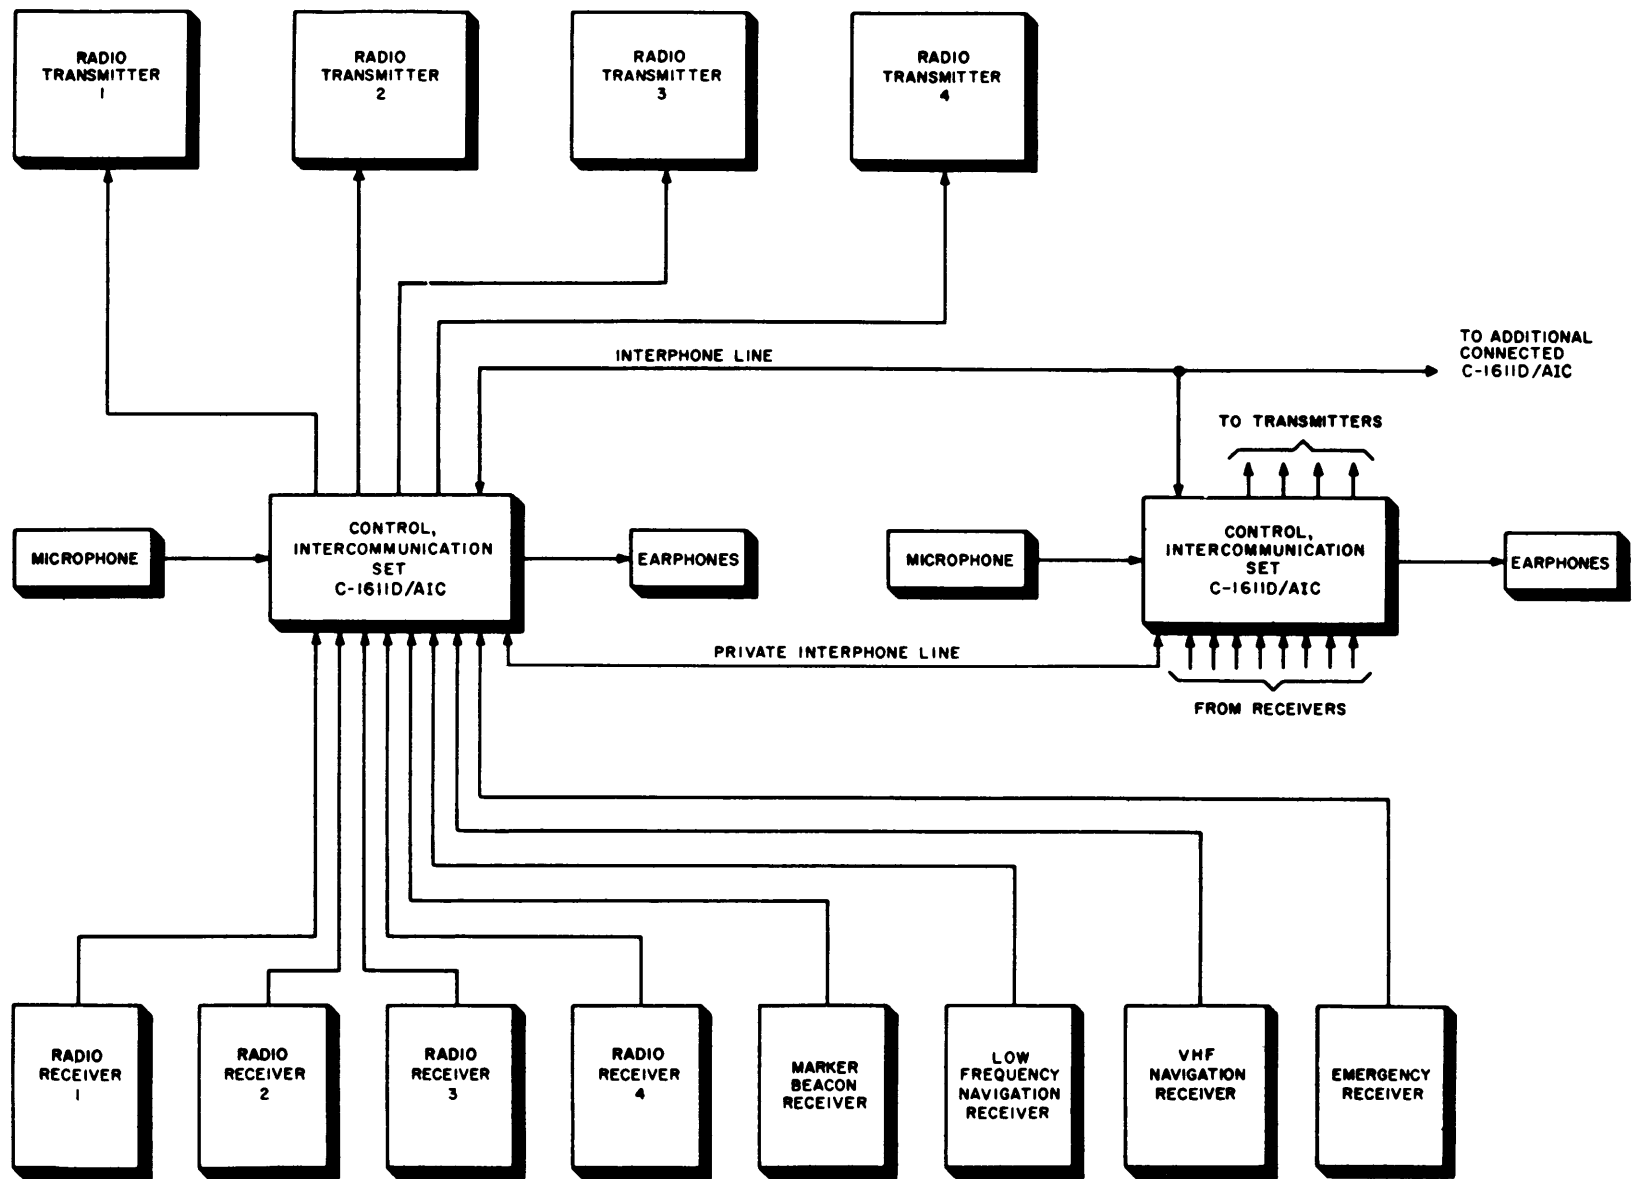 RADIO
TRANSMITTER
1
RADIO
TRANSMITTER
2
RADIO
TRANSMITTER
3
RADIO
TRANSMITTER
4
INTERPHONE LINE
TO ADDITIONAL
CONNECTED
C-1611D/AIC
TO TRANSMITTERS
MICROPHONE
CONTROL,
INTERCOMMUNICATION
SET
C-1611D/AIC
EARPHONES
MICROPHONE
CONTROL,
INTERCOMMUNICATION
SET
C-1611D/AIC
EARPHONES
PRIVATE INTERPHONE LINE
FROM RECEIVERS
RADIO
RECEIVER
1
RADIO
RECEIVER
2
RADIO
RECEIVER
3
RADIO
RECEIVER
4
MARKER
BEACON
RECEIVER
LOW
FREQUENCY
NAVIGATION
RECEIVER
VHF
NAVIGATION
RECEIVER
EMERGENCY
RECEIVER